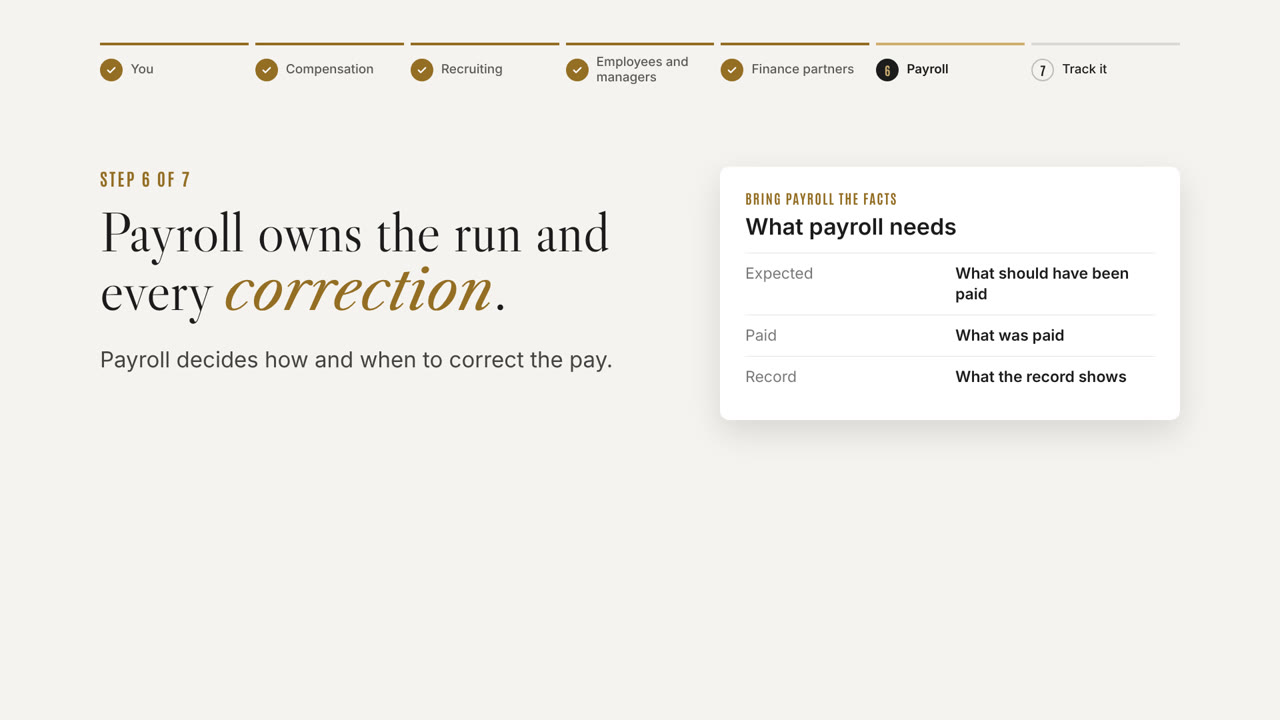 You
Compensation
Recruiting
Employees and
managers
Finance partners
6 Payroll
7 Track it
STEP 6 OF 7
Payroll owns the run and
every correction.
Payroll decides how and when to correct the pay.
BRING PAYROLL THE FACTS
What payroll needs
Expected What should have been
paid
Paid What was paid
Record What the record shows